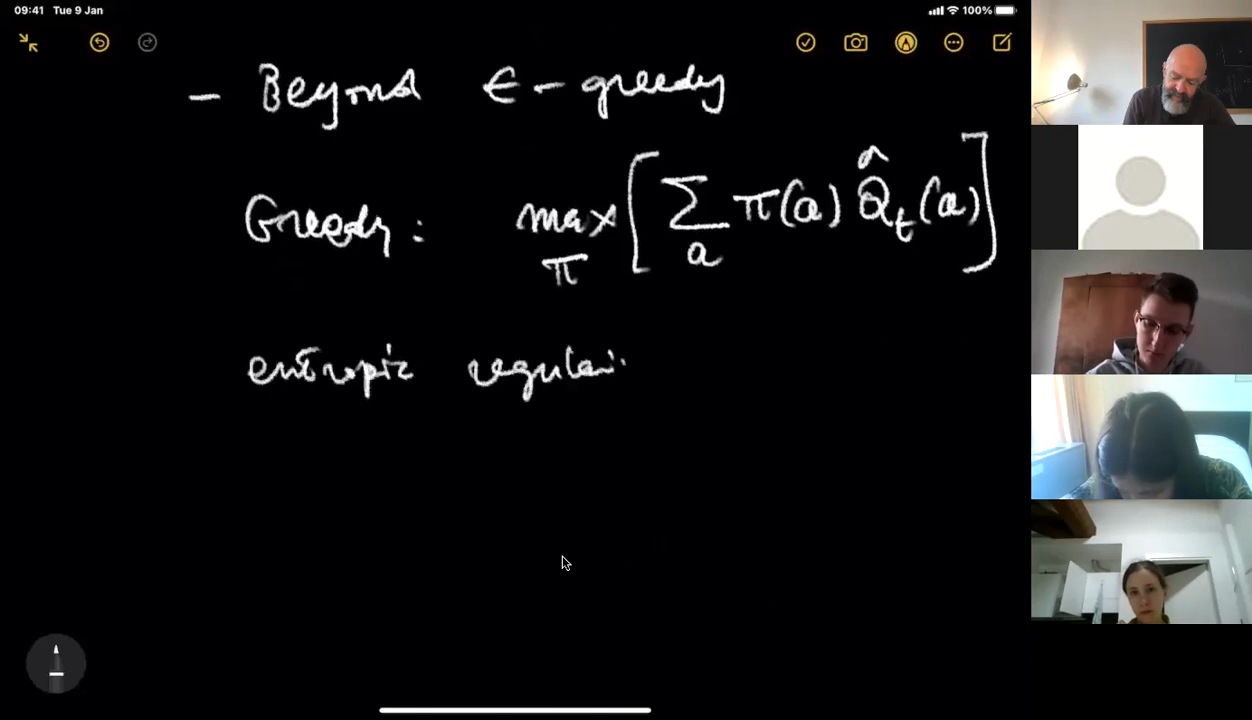 09:41 Tue 9 Jan 100%
- Beyond ϵ - greedy
Greedy: max_π [ Σ_a π(a) Q̂_t(a) ]
entropic regulari